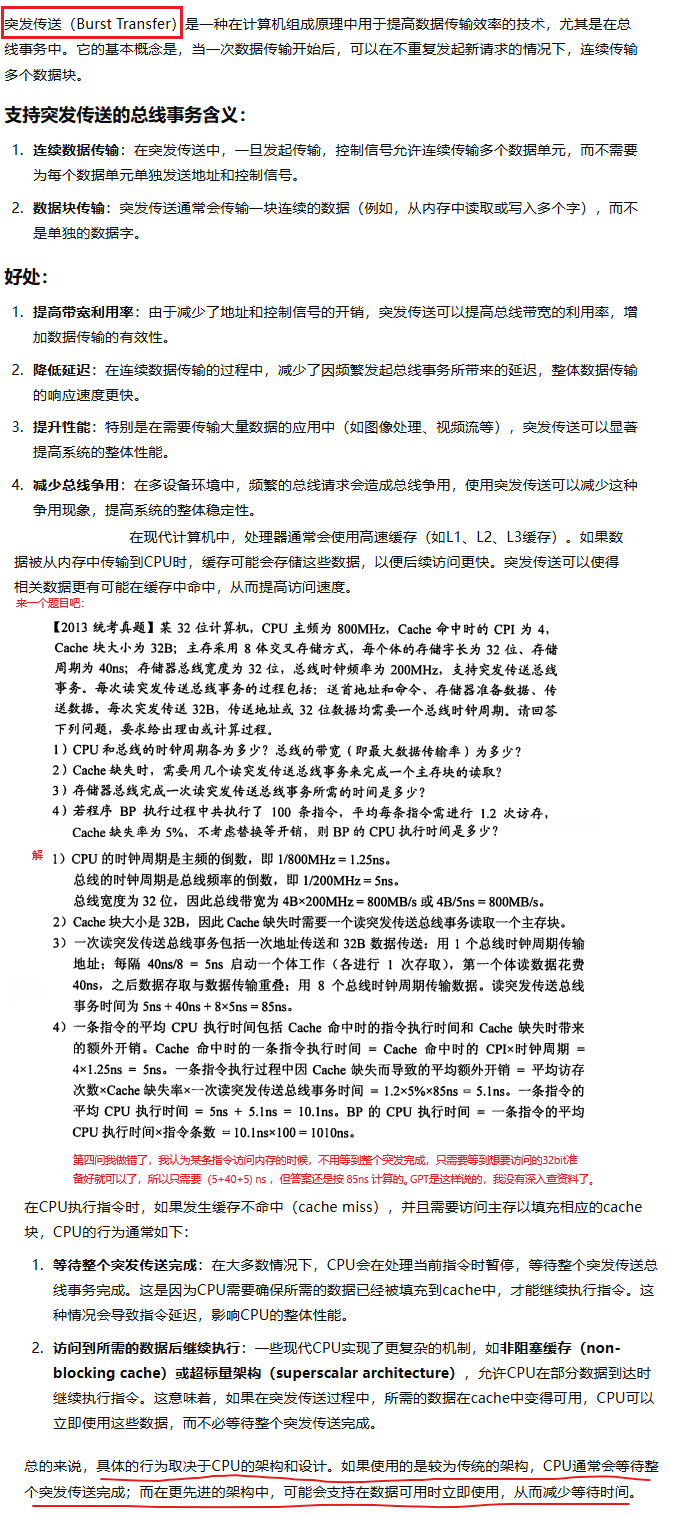 突发传送（Burst Transfer）是一种在计算机组成原理中用于提高数据传输效率的技术，尤其是在总
线事务中。它的基本概念是，当一次数据传输开始后，可以在不重复发起新请求的情况下，连续传输
多个数据块。
支持突发传送的总线事务含义：
1. 连续数据传输：在突发传送中，一旦发起传输，控制信号允许连续传输多个数据单元，而不需要
为每个数据单元单独发送地址和控制信号。
2. 数据块传输：突发传送通常会传输一块连续的数据（例如，从内存中读取或写入多个字），而不
是单独的数据字。
好处：
1. 提高带宽利用率：由于减少了地址和控制信号的开销，突发传送可以提高总线带宽的利用率，增
加数据传输的有效性。
2. 降低延迟：在连续数据传输的过程中，减少了因频繁发起总线事务所带来的延迟，整体数据传输
的响应速度更快。
3. 提升性能：特别是在需要传输大量数据的应用中（如图像处理、视频流等），突发传送可以显著
提高系统的整体性能。
4. 减少总线争用：在多设备环境中，频繁的总线请求会造成总线争用，使用突发传送可以减少这种
争用现象，提高系统的整体稳定性。
在现代计算机中，处理器通常会使用高速缓存（如L1、L2、L3缓存）。如果数
据被从内存中传输到CPU时，缓存可能会存储这些数据，以便后续访问更快。突发传送可以使得
相关数据更有可能在缓存中命中，从而提高访问速度。
来一个题目吧：
【2013 统考真题】某 32 位计算机，CPU 主频为 800MHz，Cache 命中时的 CPI 为 4，
Cache 块大小为 32B；主存采用 8 体交叉存储方式，每个体的存储字长为 32 位、存储
周期为 40ns；存储器总线宽度为 32 位，总线时钟频率为 200MHz，支持突发传送总线
事务。每次读突发传送总线事务的过程包括：送首地址和命令、存储器准备数据、传
送数据。每次突发传送 32B，传送地址或 32 位数据均需要一个总线时钟周期。请回答
下列问题，要求给出理由或计算过程。
1）CPU 和总线的时钟周期各为多少？总线的带宽（即最大数据传输率）为多少？
2）Cache 缺失时，需要用几个读突发传送总线事务来完成一个主存块的读取？
3）存储器总线完成一次读突发传送总线事务所需的时间是多少？
4）若程序 BP 执行过程中共执行了 100 条指令，平均每条指令需进行 1.2 次访存，
Cache 缺失率为 5%，不考虑替换等开销，则 BP 的 CPU 执行时间是多少？
解 1）CPU 的时钟周期是主频的倒数，即 1/800MHz = 1.25ns。
总线的时钟周期是总线频率的倒数，即 1/200MHz = 5ns。
总线宽度为 32 位，因此总线带宽为 4B×200MHz = 800MB/s 或 4B/5ns = 800MB/s。
2）Cache 块大小是 32B，因此 Cache 缺失时需要一个读突发传送总线事务读取一个主存块。
3）一次读突发传送总线事务包括一次地址传送和 32B 数据传送：用 1 个总线时钟周期传输
地址；每隔 40ns/8 = 5ns 启动一个体工作（各进行 1 次存取），第一个体读数据花费
40ns，之后数据存取与数据传输重叠；用 8 个总线时钟周期传输数据。读突发传送总线
事务时间为 5ns + 40ns + 8×5ns = 85ns。
4）一条指令的平均 CPU 执行时间包括 Cache 命中时的指令执行时间和 Cache 缺失时带来
的额外开销。Cache 命中时的一条指令执行时间 = Cache 命中时的 CPI×时钟周期 =
4×1.25ns = 5ns。一条指令执行过程中因 Cache 缺失而导致的平均额外开销 = 平均访存
次数×Cache 缺失率×一次读突发传送总线事务时间 = 1.2×5%×85ns = 5.1ns。一条指令的
平均 CPU 执行时间 = 5ns + 5.1ns = 10.1ns。BP 的 CPU 执行时间 = 一条指令的平均
CPU 执行时间×指令条数 = 10.1ns×100 = 1010ns。
第四问我做错了，我认为某条指令访问内存的时候，不用等到整个突发完成，只需要等到想要访问的32bit准
备好就可以了，所以只需要（5+40+5) ns ，但答案还是按 85ns 计算的。GPT是这样说的，我没有深入查资料了。
在CPU执行指令时，如果发生缓存不命中（cache miss），并且需要访问主存以填充相应的cache
块，CPU的行为通常如下：
1. 等待整个突发传送完成：在大多数情况下，CPU会在处理当前指令时暂停，等待整个突发传送总
线事务完成。这是因为CPU需要确保所需的数据已经被填充到cache中，才能继续执行指令。这
种情况会导致指令延迟，影响CPU的整体性能。
2. 访问到所需的数据后继续执行：一些现代CPU实现了更复杂的机制，如非阻塞缓存（non-
blocking cache）或超标量架构（superscalar architecture），允许CPU在部分数据到达时
继续执行指令。这意味着，如果在突发传送过程中，所需的数据在cache中变得可用，CPU可以
立即使用这些数据，而不必等待整个突发传送完成。
总的来说，具体的行为取决于CPU的架构和设计。如果使用的是较为传统的架构，CPU通常会等待整
个突发传送完成；而在更先进的架构中，可能会支持在数据可用时立即使用，从而减少等待时间。